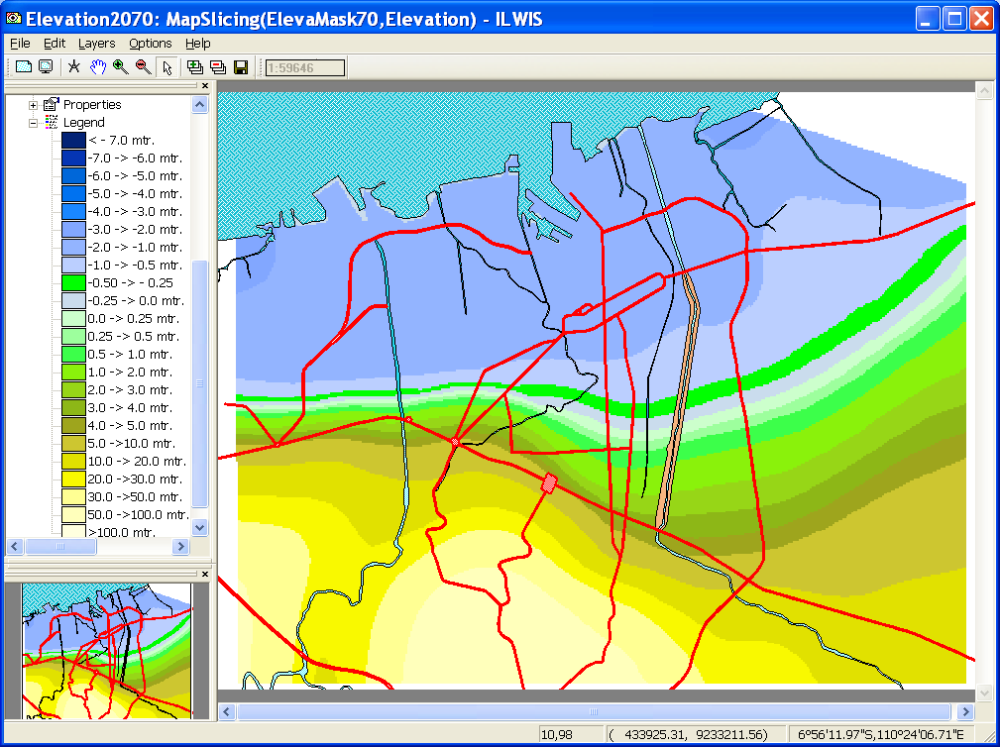 Elevation2070: MapSlicing(ElevaMask70,Elevation) - ILWIS
File Edit Layers Options Help
1:59646
Properties
Legend
< - 7.0 mtr.
-7.0 -> -6.0 mtr.
-6.0 -> -5.0 mtr.
-5.0 -> -4.0 mtr.
-4.0 -> -3.0 mtr.
-3.0 -> -2.0 mtr.
-2.0 -> -1.0 mtr.
-1.0 -> -0.5 mtr.
-0.50 -> - 0.25
-0.25 -> 0.0 mtr.
0.0 -> 0.25 mtr.
0.25 -> 0.5 mtr.
0.5 -> 1.0 mtr.
1.0 -> 2.0 mtr.
2.0 -> 3.0 mtr.
3.0 -> 4.0 mtr.
4.0 -> 5.0 mtr.
5.0 ->10.0 mtr.
10.0 -> 20.0 mtr.
20.0 ->30.0 mtr.
30.0 ->50.0 mtr.
50.0 ->100.0 mtr.
>100.0 mtr.
10,98 ( 433925.31, 9233211.56) 6°56'11.97"S,110°24'06.71"E